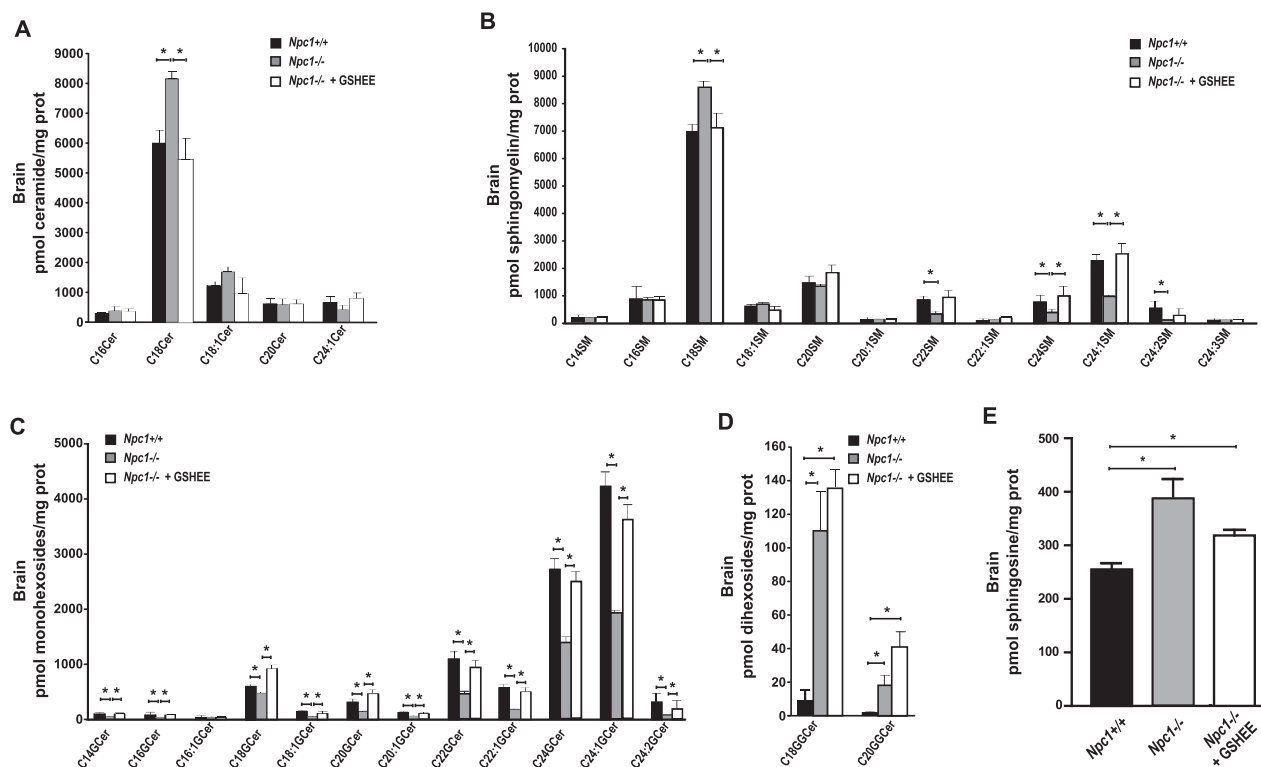 A
Brain
pmol ceramide/mg prot
9000
8000
7000
6000
5000
4000
3000
2000
1000
0
* *
Npc1+/+
Npc1-/-
Npc1-/- + GSHEE
C16Cer
C18Cer
C18:1Cer
C20Cer
C24:1Cer
B
Brain
pmol sphingomyelin/mg prot
10000
9000
8000
7000
6000
5000
4000
3000
2000
1000
0
* *
*
* *
* *
*
Npc1+/+
Npc1-/-
Npc1-/- + GSHEE
C14SM
C16SM
C18SM
C18:1SM
C20SM
C20:1SM
C22SM
C22:1SM
C24SM
C24:1SM
C24:2SM
C24:3SM
C
Brain
pmol monohexosides/mg prot
5000
4000
3000
2000
1000
0
Npc1+/+
Npc1-/-
Npc1-/- + GSHEE
* *
* *
* *
* *
* *
* *
* *
* *
* *
* *
* *
C14GCer
C16GCer
C16:1GCer
C18GCer
C18:1GCer
C20GCer
C20:1GCer
C22GCer
C22:1GCer
C24GCer
C24:1GCer
C24:2GCer
D
Brain
pmol dihexosides/mg prot
160
140
120
100
80
60
40
20
0
*
*
*
*
Npc1+/+
Npc1-/-
Npc1-/- + GSHEE
C18GGCer
C20GGCer
E
Brain
pmol sphingosine/mg prot
500
400
300
200
100
0
*
*
Npc1+/+
Npc1-/-
Npc1-/-
+ GSHEE